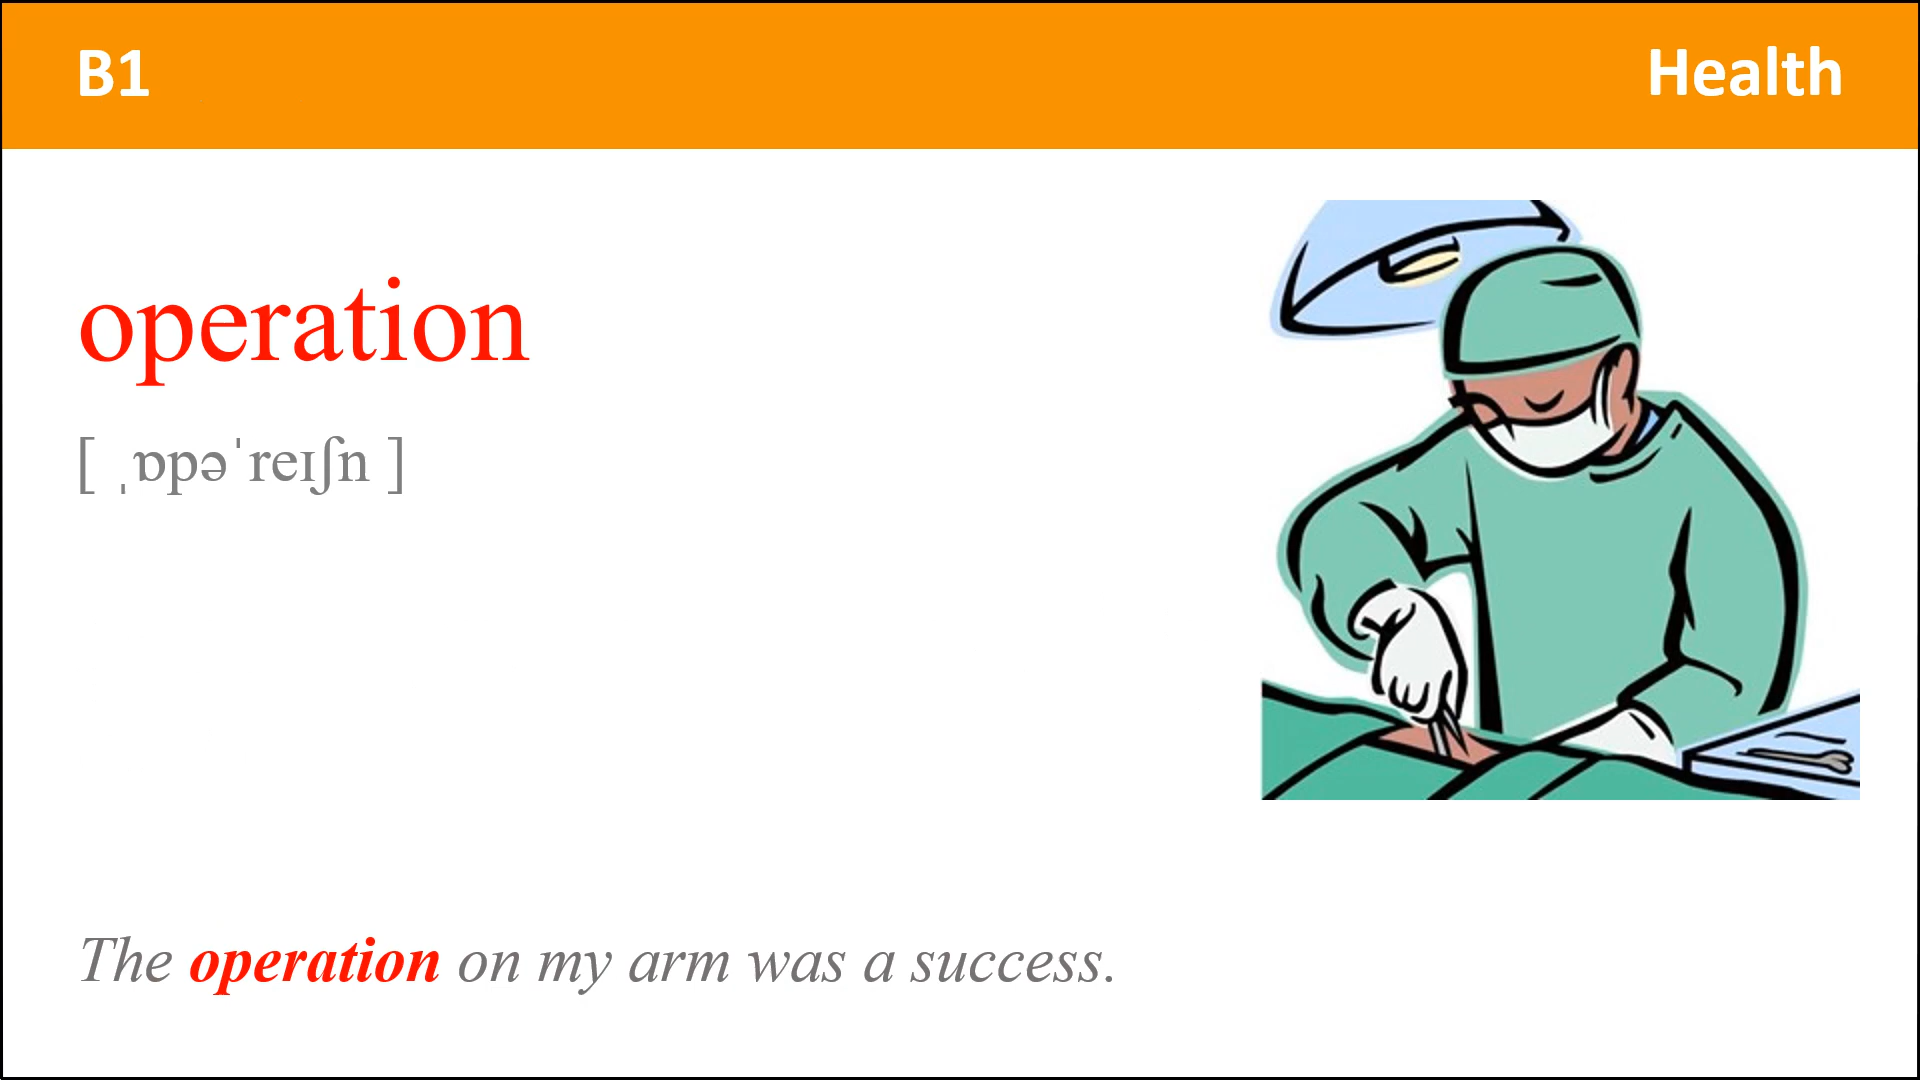 B1
Health
operation
[ ˌɒpəˈreɪʃn ]
The operation on my arm was a success.